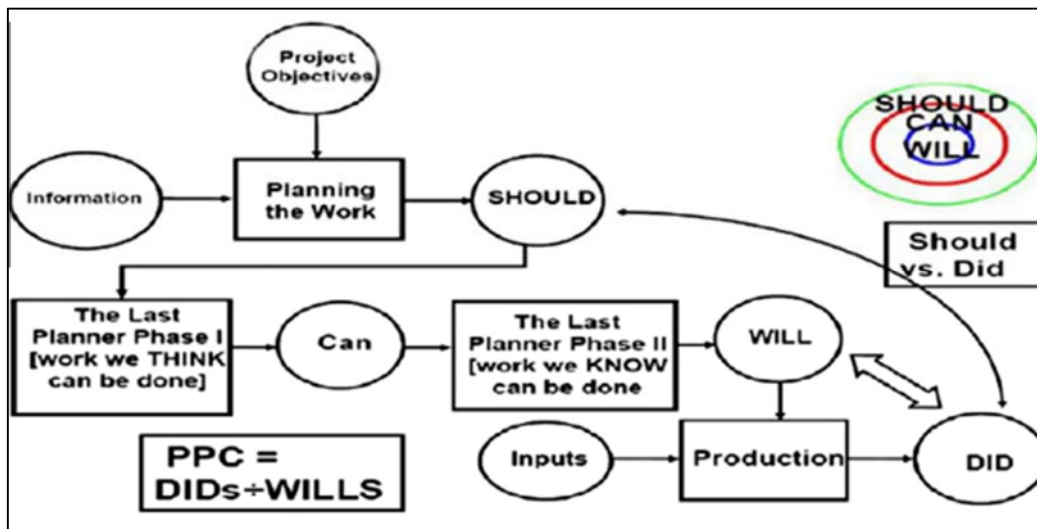 Project
Objectives
SHOULD
CAN
WILL
Information
Planning
the Work
SHOULD
Should
vs. Did
The Last
Planner Phase I
[work we THINK
can be done]
Can
The Last
Planner Phase II
[work we KNOW
can be done
WILL
PPC =
DIDs÷WILLS
Inputs
Production
DID